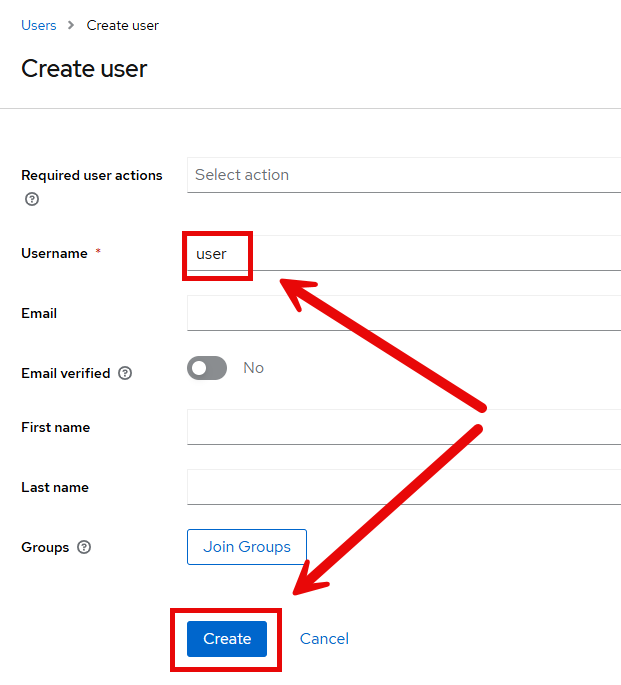 Users > Create user
Create user
Required user actions
Select action
Username *
user
Email
Email verified
No
First name
Last name
Groups
Join Groups
Create
Cancel